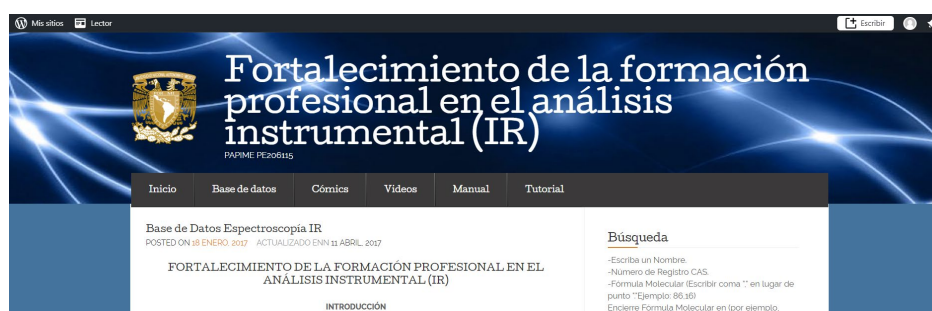 Mis sitios Lector Escribir
Fortalecimiento de la formación
profesional en el análisis
instrumental (IR)
PAPIME PE206115
Inicio Base de datos Cómics Videos Manual Tutorial
Base de Datos Espectroscopía IR
POSTED ON 18 ENERO, 2017 ACTUALIZADO ENN 11 ABRIL, 2017
FORTALECIMIENTO DE LA FORMACIÓN PROFESIONAL EN EL
ANÁLISIS INSTRUMENTAL (IR)
INTRODUCCIÓN
Búsqueda
-Escriba un Nombre.
-Número de Registro CAS.
-Fórmula Molecular (Escribir coma "," en lugar de
punto "."Ejemplo: 86,16)
Encierre Fórmula Molecular en (por ejemplo,